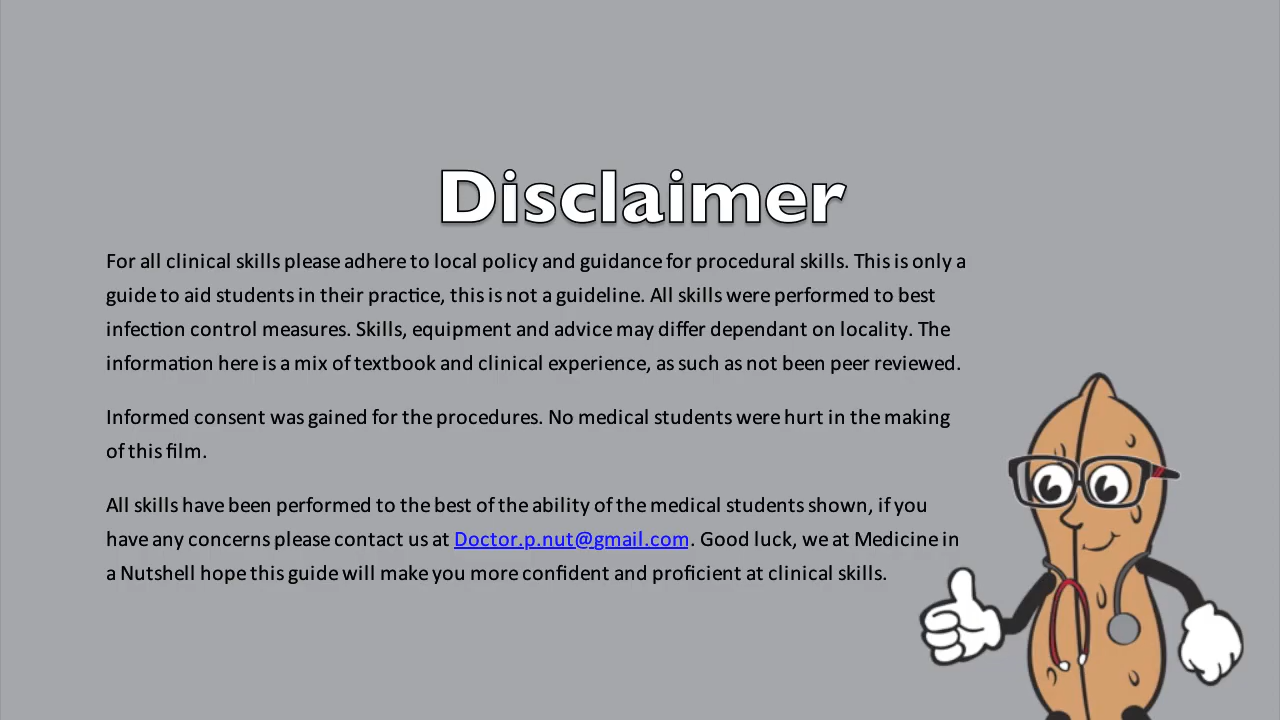 Disclaimer
For all clinical skills please adhere to local policy and guidance for procedural skills. This is only a
guide to aid students in their practice, this is not a guideline. All skills were performed to best
infection control measures. Skills, equipment and advice may differ dependant on locality. The
information here is a mix of textbook and clinical experience, as such as not been peer reviewed.
Informed consent was gained for the procedures. No medical students were hurt in the making
of this film.
All skills have been performed to the best of the ability of the medical students shown, if you
have any concerns please contact us at Doctor.p.nut@gmail.com. Good luck, we at Medicine in
a Nutshell hope this guide will make you more confident and proficient at clinical skills.